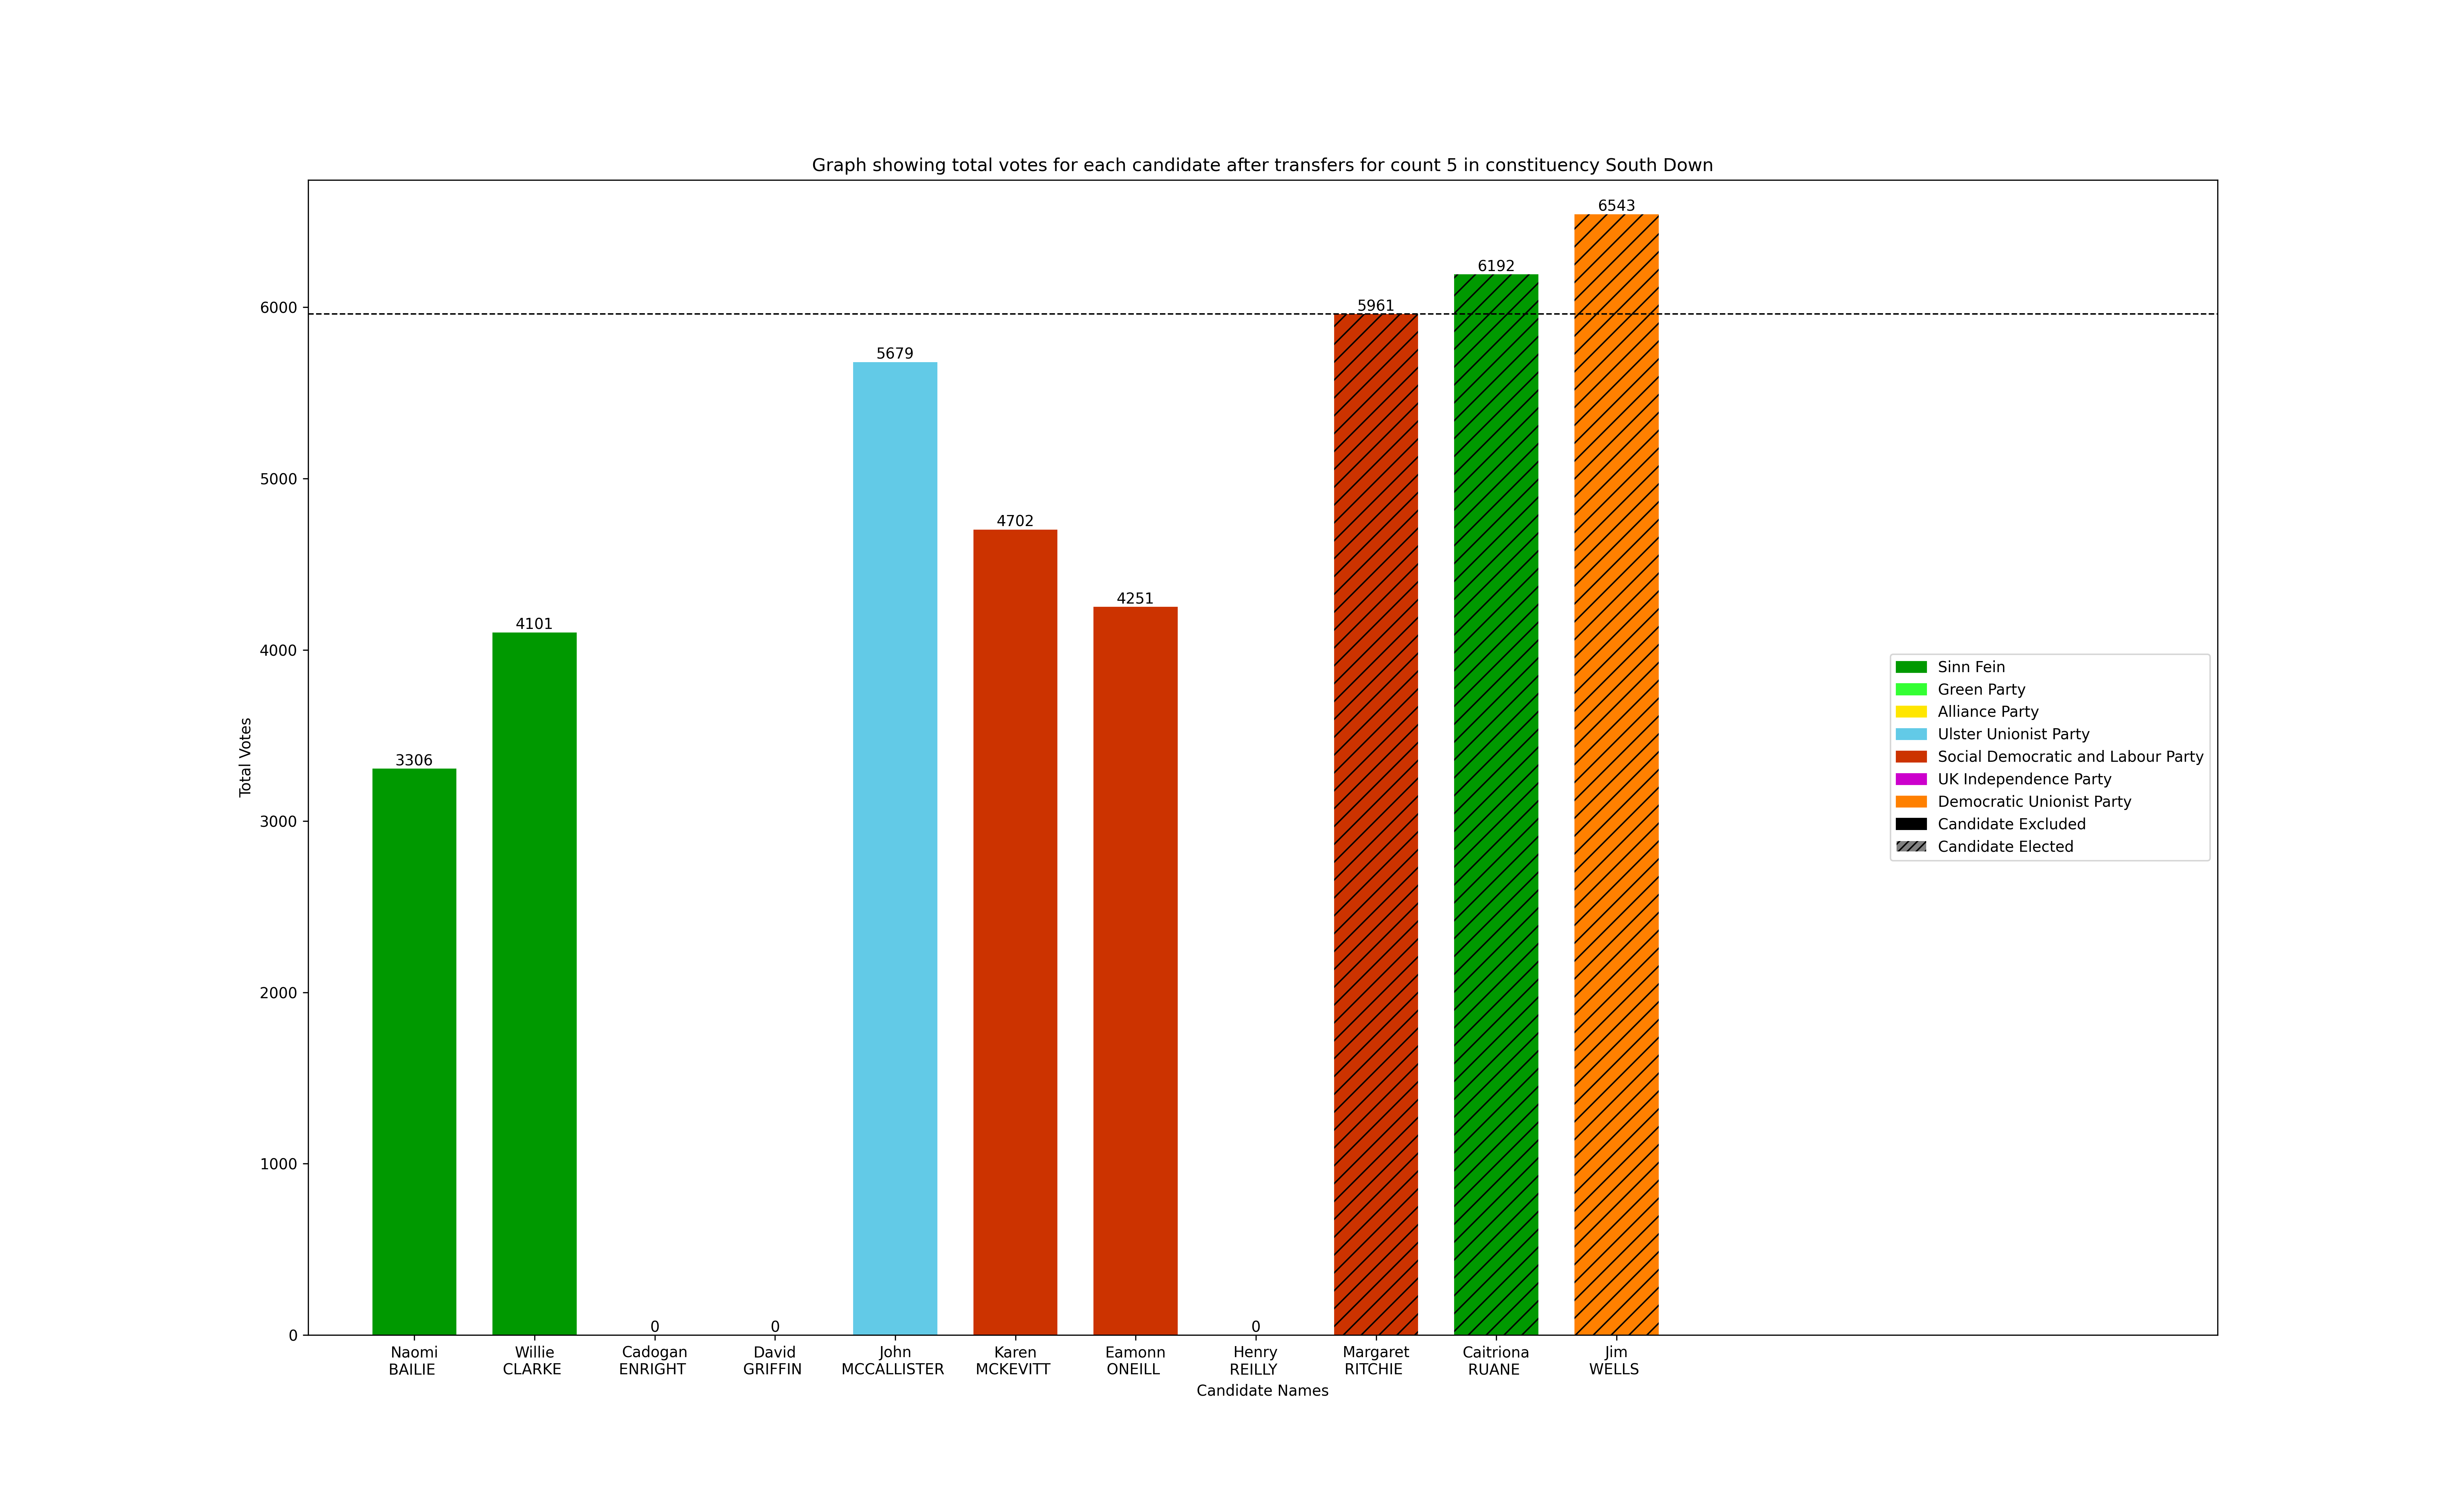 Graph showing total votes for each candidate after transfers for count 5 in constituency South Down
6543
6192
5961
5679
4702
4251
4101
3306
0
0
0
6000
5000
4000
3000
2000
1000
0
Total Votes
Sinn Fein
Green Party
Alliance Party
Ulster Unionist Party
Social Democratic and Labour Party
UK Independence Party
Democratic Unionist Party
Candidate Excluded
Candidate Elected
Naomi
BAILIE
Willie
CLARKE
Cadogan
ENRIGHT
David
GRIFFIN
John
MCCALLISTER
Karen
MCKEVITT
Eamonn
ONEILL
Henry
REILLY
Margaret
RITCHIE
Caitriona
RUANE
Jim
WELLS
Candidate Names